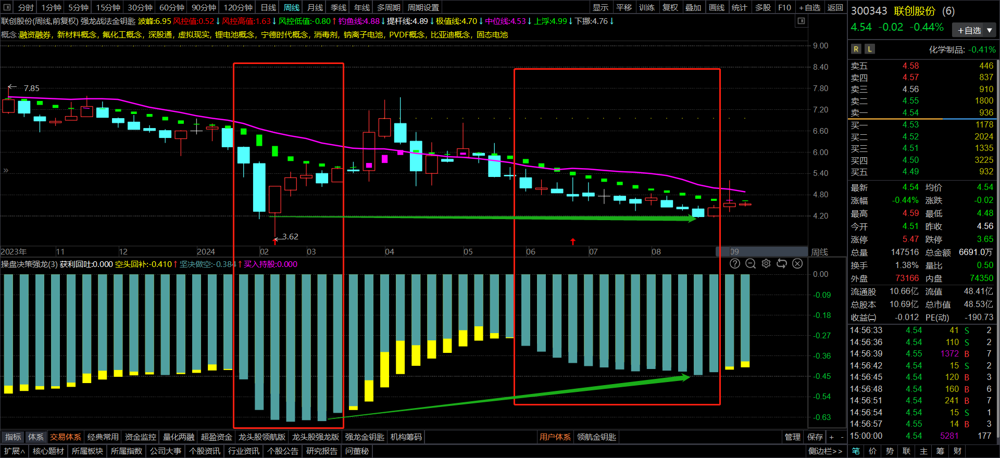 分时 1分钟 5分钟 15分钟 30分钟 60分钟 90分钟 120分钟 日线 周线 月线 季线 年线 多周期 周期设置 显示 平移 训练 复权 叠加 画线 统计 多股 F10 +自选 返回
联创股份(周线,前复权) 强龙战法金钥匙 波峰:6.95 风控值:0.52↓ 风控高值:1.63↓ 风控低值:-0.80↑ 钓鱼线:4.88↓ 提杆线:4.89↓ 极值线:4.70↓ 中位线:4.53↓ 上浮:4.99↓ 下挪:4.76↓
概念:融资融券，新材料概念，氟化工概念，深股通，虚拟现实，锂电池概念，宁德时代概念，消毒剂，钠离子电池，PVDF概念，比亚迪概念，固态电池
9.00
8.40
7.80
7.20
6.60
6.00
5.40
4.80
4.20
7.85
3.62
»
2023年 11 12 2024 02 03 04 05 06 07 08 09 周线
操盘决策强龙(3) 获利回吐:0.000 空头回补:-0.410↑ 坚决做空:-0.384↑ 买入持股:0.000
0.00
-0.09
-0.18
-0.27
-0.36
-0.45
-0.54
-0.63
指标 体系 交易体系 经典常用 资金监控 量化两融 超盈资金 龙头股领航版 龙头股强龙版 强龙金钥匙 机构筹码 用户体系 领航金钥匙 管理 保存 + -
扩展∧ 核心题材 所属板块 所属指数 公司大事 个股资讯 行业资讯 个股公告 研究报告 问董秘 侧边栏>>
300343 联创股份 (6)
4.54 -0.02 -0.44% +自选 ▼
R L 化学制品: -0.41%
卖五 4.58 446
卖四 4.57 837
卖三 4.56 910
卖二 4.55 1800
卖一 4.54 936
买一 4.53 1178
买二 4.52 2024
买三 4.51 1335
买四 4.50 3225
买五 4.49 932
最新 4.54 均价 4.54
涨幅 -0.44% 涨跌 -0.02
最高 4.59 最低 4.48
今开 4.51 昨收 4.56
涨停 5.47 跌停 3.65
总量 147516 总金额 6691.0万
换手 1.38% 量比 0.50
外盘 73166 内盘 74350
流通股 10.66亿 流值 48.41亿
总股本 10.69亿 总市值 48.53亿
收益㈡ -0.012 PE(动) -190.73
14:56:33 4.54 41 S 2
14:56:36 4.54 110 S 2
14:56:39 4.55 1372 B 7
14:56:42 4.54 15 S 2
14:56:45 4.54 120 B 3
14:56:48 4.54 160 B 6
14:56:51 4.54 241 B 7
14:56:54 4.54 15 S 1
14:56:57 4.55 14 B 3
15:00:00 4.54 5281 177
笔 价 势 联 主 筹 财